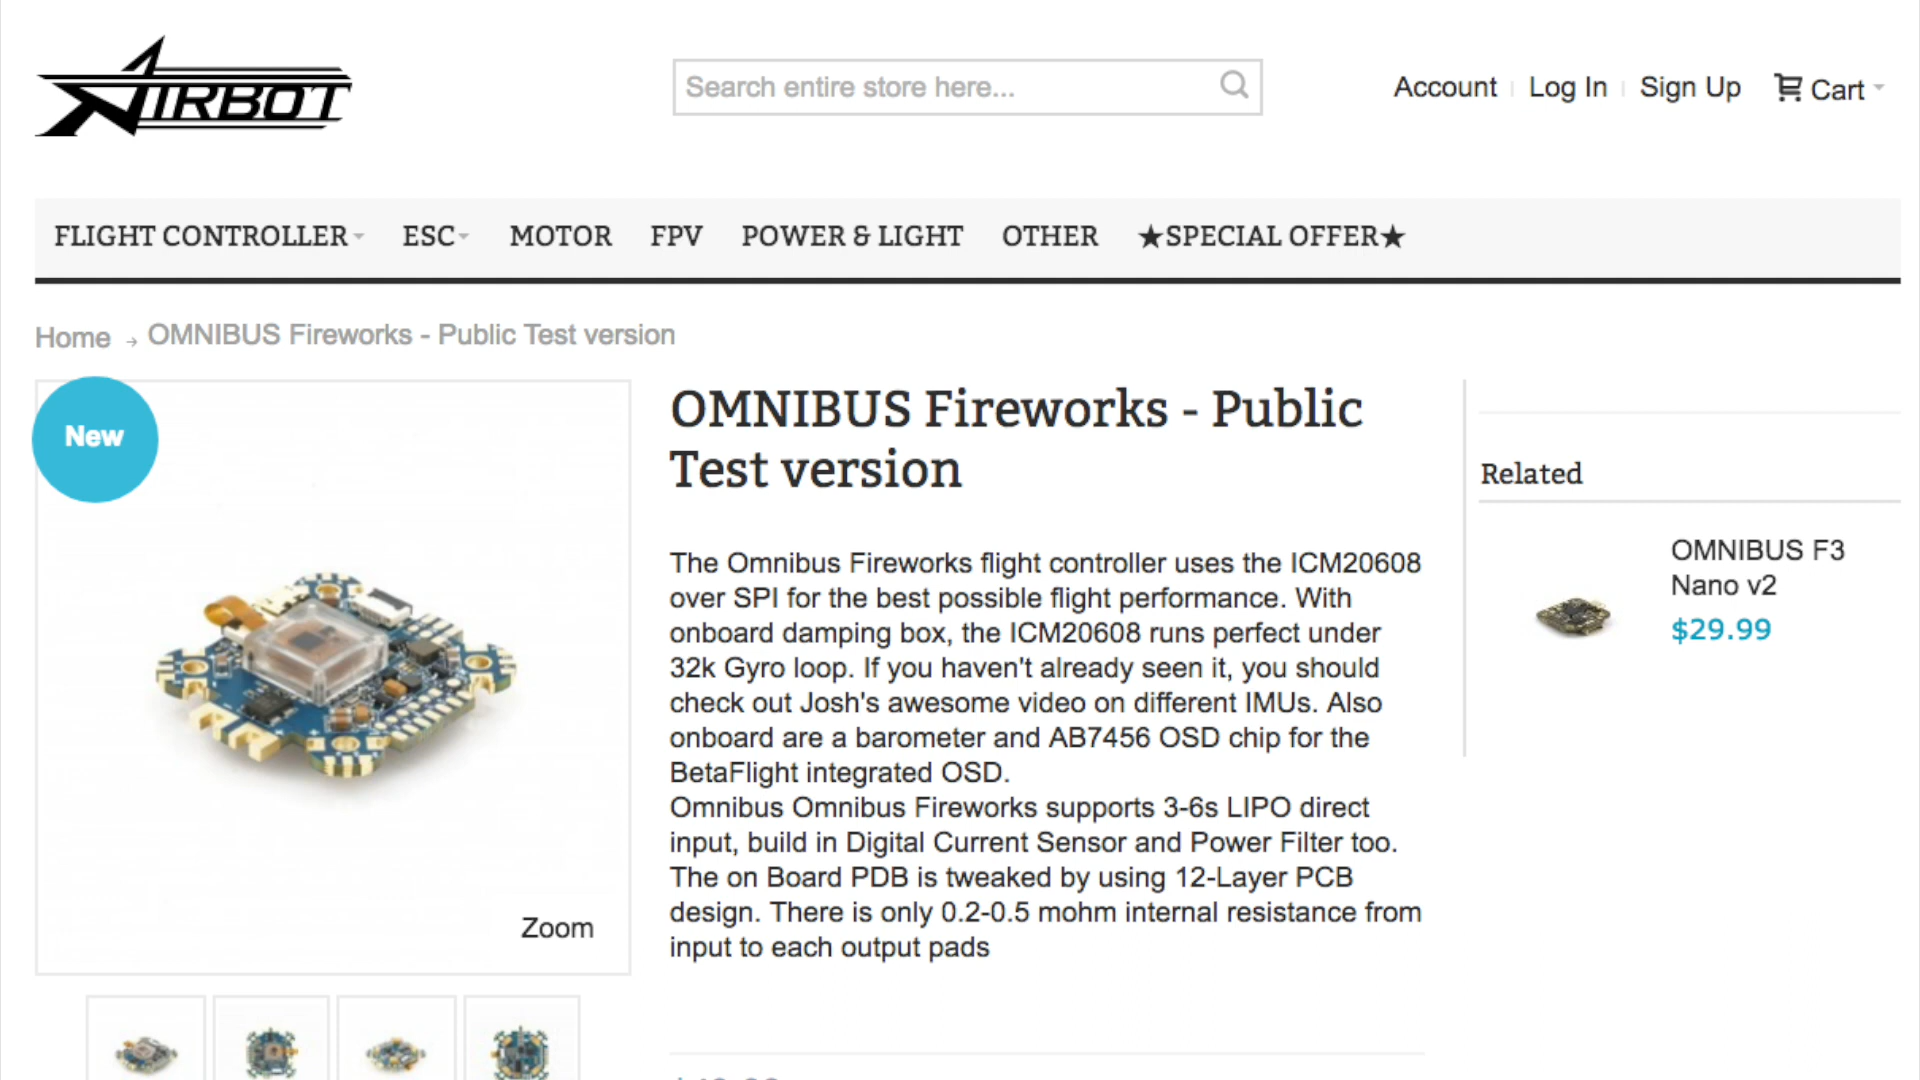 AIRBOT
Search entire store here...
Account
Log In
Sign Up
Cart
FLIGHT CONTROLLER
ESC
MOTOR
FPV
POWER & LIGHT
OTHER
★SPECIAL OFFER★
Home → OMNIBUS Fireworks - Public Test version
New
Zoom
OMNIBUS Fireworks - Public
Test version
The Omnibus Fireworks flight controller uses the ICM20608
over SPI for the best possible flight performance. With
onboard damping box, the ICM20608 runs perfect under
32k Gyro loop. If you haven't already seen it, you should
check out Josh's awesome video on different IMUs. Also
onboard are a barometer and AB7456 OSD chip for the
BetaFlight integrated OSD.
Omnibus Omnibus Fireworks supports 3-6s LIPO direct
input, build in Digital Current Sensor and Power Filter too.
The on Board PDB is tweaked by using 12-Layer PCB
design. There is only 0.2-0.5 mohm internal resistance from
input to each output pads
Related
OMNIBUS F3
Nano v2
$29.99